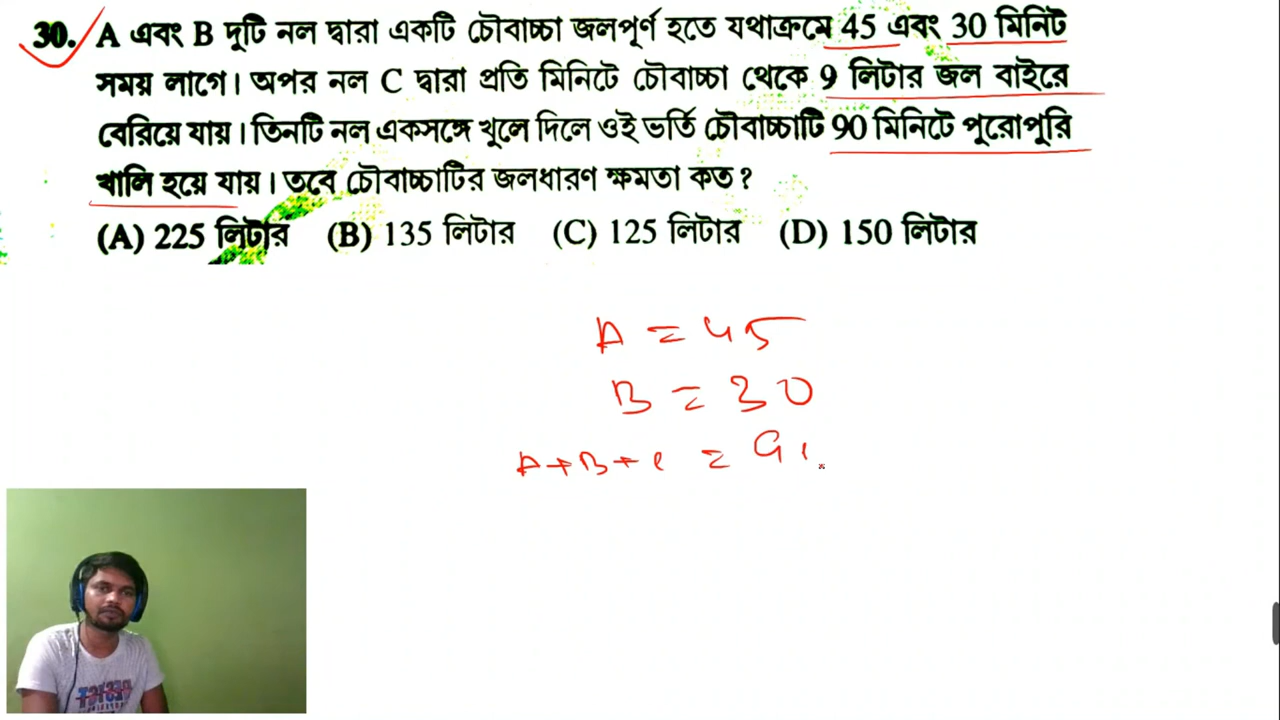 30. A এবং B দুটি নল দ্বারা একটি চৌবাচ্চা জলপূর্ণ হতে যথাক্রমে 45 এবং 30 মিনিট
সময় লাগে। অপর নল C দ্বারা প্রতি মিনিটে চৌবাচ্চা থেকে 9 লিটার জল বাইরে
বেরিয়ে যায়। তিনটি নল একসঙ্গে খুলে দিলে ওই ভর্তি চৌবাচ্চাটি 90 মিনিটে পুরোপুরি
খালি হয়ে যায়। তবে চৌবাচ্চাটির জলধারণ ক্ষমতা কত?
(A) 225 লিটার (B) 135 লিটার (C) 125 লিটার (D) 150 লিটার
A = 45
B = 30
A+B+C = 9